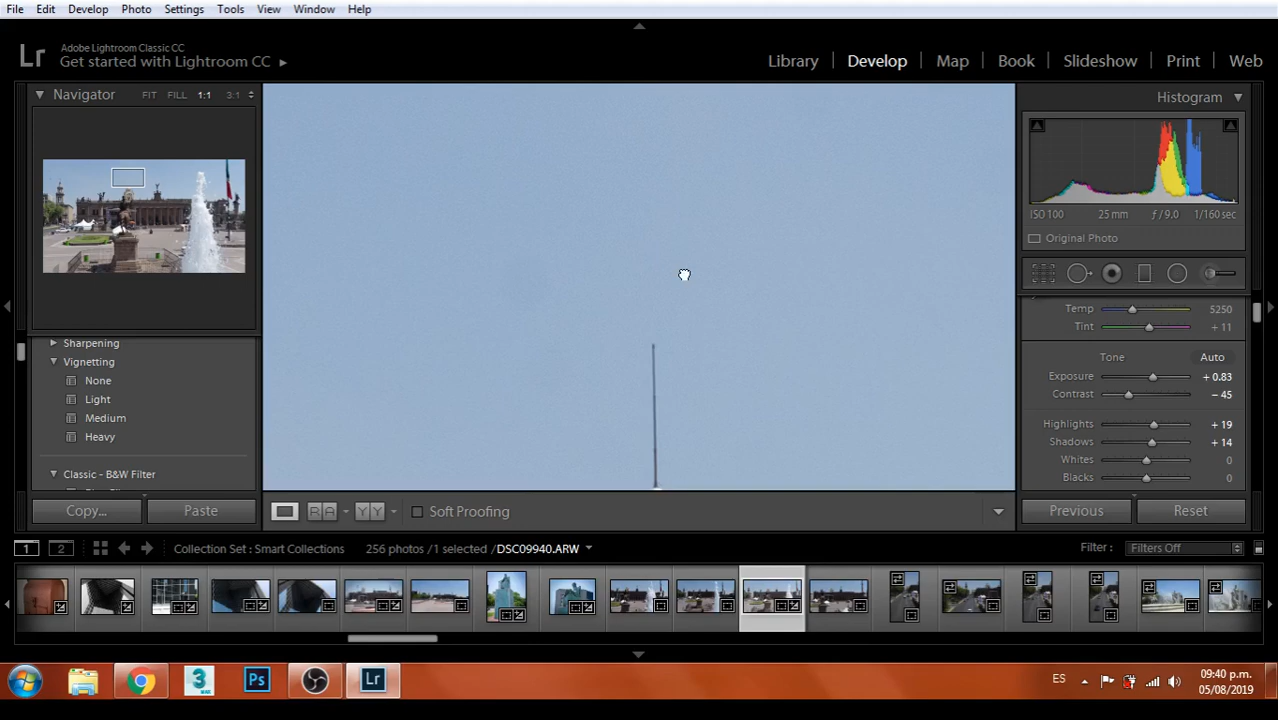 File Edit Develop Photo Settings Tools View Window Help
Lr Adobe Lightroom Classic CC
Get started with Lightroom CC
Library Develop Map Book Slideshow Print Web
Navigator FIT FILL 1:1 3:1
Histogram
ISO 100 25 mm ƒ / 9.0 1/160 sec
Original Photo
Temp 5250
Tint + 11
Tone Auto
Exposure + 0.83
Contrast – 45
Highlights + 19
Shadows + 14
Whites 0
Blacks 0
Sharpening
Vignetting
None
Light
Medium
Heavy
Classic - B&W Filter
Copy... Paste
R A Y Y Soft Proofing
Previous Reset
1 2 Collection Set : Smart Collections 256 photos /1 selected /DSC09940.ARW
Filter : Filters Off
3 Ps Lr
ES 09:40 p.m.
05/08/2019